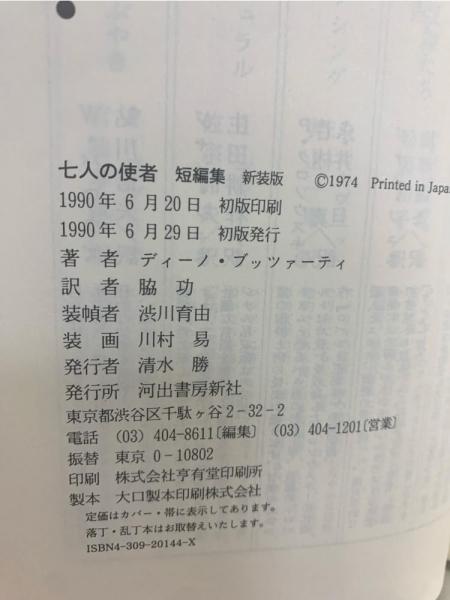 七人の使者 短編集 新装版 ©1974 Printed in Japa
1990年6月20日 初版印刷
1990年6月29日 初版発行
著者 ディーノ・ブッツァーティ
訳者 脇功
装幀者 渋川育由
装画 川村易
発行者 清水勝
発行所 河出書房新社
東京都渋谷区千駄ヶ谷2-32-2
電話 (03) 404-8611〔編集〕 (03) 404-1201〔営業〕
振替 東京 0-10802
印刷 株式会社亨有堂印刷所
製本 大口製本印刷株式会社
定価はカバー・帯に表示してあります。
落丁・乱丁本はお取替えいたします。
ISBN4-309-20144-X